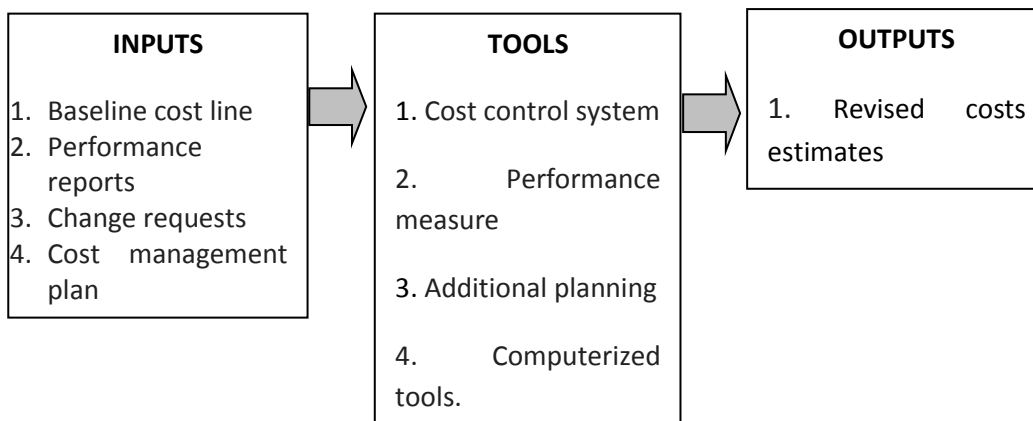 INPUTS
1. Baseline cost line
2. Performance
reports
3. Change requests
4. Cost management
plan
TOOLS
1. Cost control system
2. Performance
measure
3. Additional planning
4. Computerized
tools.
OUTPUTS
1. Revised costs
estimates